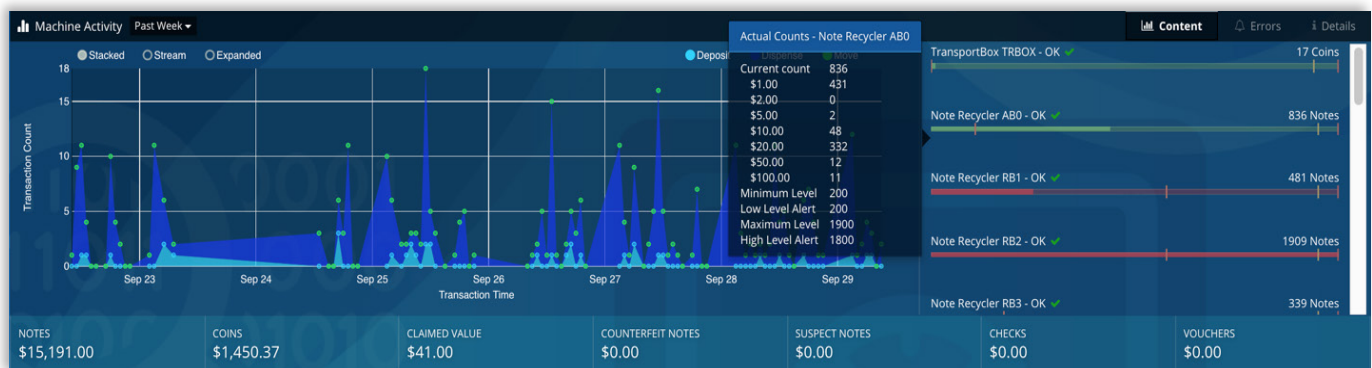 Machine Activity Past Week
Content Errors Details
Stacked Stream Expanded
Deposit Dispense Move
18
15
10
5
0
Transaction Count
Sep 23 Sep 24 Sep 25 Sep 26 Sep 27 Sep 28 Sep 29
Transaction Time
Actual Counts - Note Recycler AB0
Current count 836
$1.00 431
$2.00 0
$5.00 2
$10.00 48
$20.00 332
$50.00 12
$100.00 11
Minimum Level 200
Low Level Alert 200
Maximum Level 1900
High Level Alert 1800
TransportBox TRBOX - OK 17 Coins
Note Recycler AB0 - OK 836 Notes
Note Recycler RB1 - OK 481 Notes
Note Recycler RB2 - OK 1909 Notes
Note Recycler RB3 - OK 339 Notes
NOTES COINS CLAIMED VALUE COUNTERFEIT NOTES SUSPECT NOTES CHECKS VOUCHERS
$15,191.00 $1,450.37 $41.00 $0.00 $0.00 $0.00 $0.00